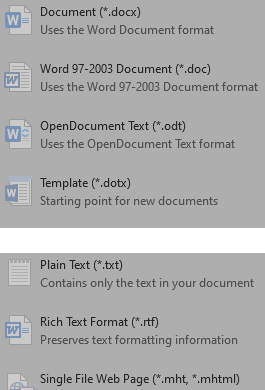 Document (*.docx)
Uses the Word Document format
Word 97-2003 Document (*.doc)
Uses the Word 97-2003 Document format
OpenDocument Text (*.odt)
Uses the OpenDocument Text format
Template (*.dotx)
Starting point for new documents
Plain Text (*.txt)
Contains only the text in your document
Rich Text Format (*.rtf)
Preserves text formatting information
Single File Web Page (*.mht, *.mhtml)